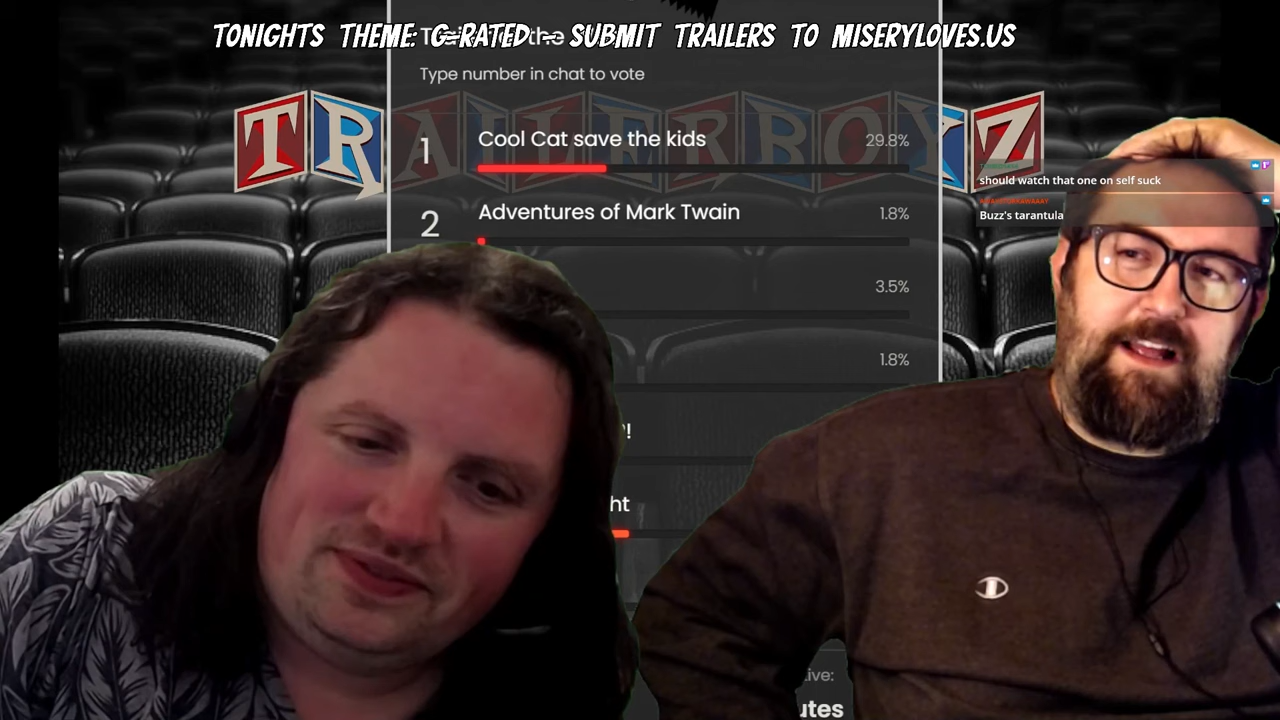 TONIGHTS THEME: G-RATED - SUBMIT TRAILERS TO MISERYLOVES.US
Type number in chat to vote
TRAILERBOYZ
1 Cool Cat save the kids 29.8%
2 Adventures of Mark Twain 1.8%
3.5%
1.8%
!
ht
should watch that one on self suck
Buzz's tarantula
ive:
utes